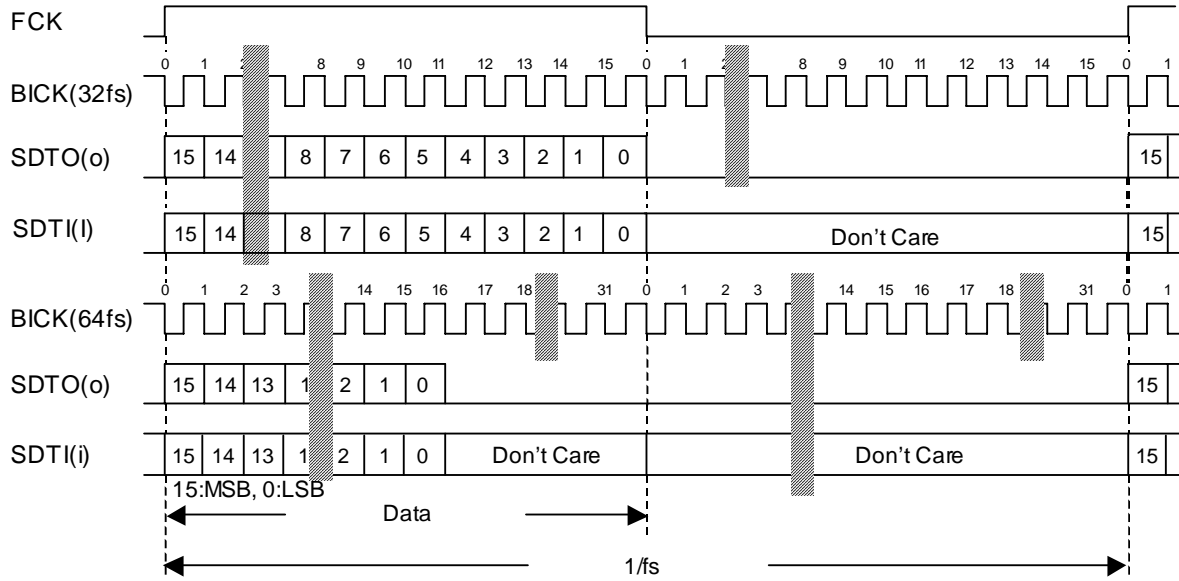 FCK
0 1 2 8 9 10 11 12 13 14 15 0 1 2 8 9 10 11 12 13 14 15 0 1
BICK(32fs)
SDTO(o) 15 14 8 7 6 5 4 3 2 1 0 15
SDTI(I) 15 14 8 7 6 5 4 3 2 1 0 Don't Care 15
0 1 2 3 14 15 16 17 18 31 0 1 2 3 14 15 16 17 18 31 0 1
BICK(64fs)
SDTO(o) 15 14 13 1 2 1 0 15
SDTI(i) 15 14 13 1 2 1 0 Don't Care Don't Care 15
15:MSB, 0:LSB
Data
1/fs